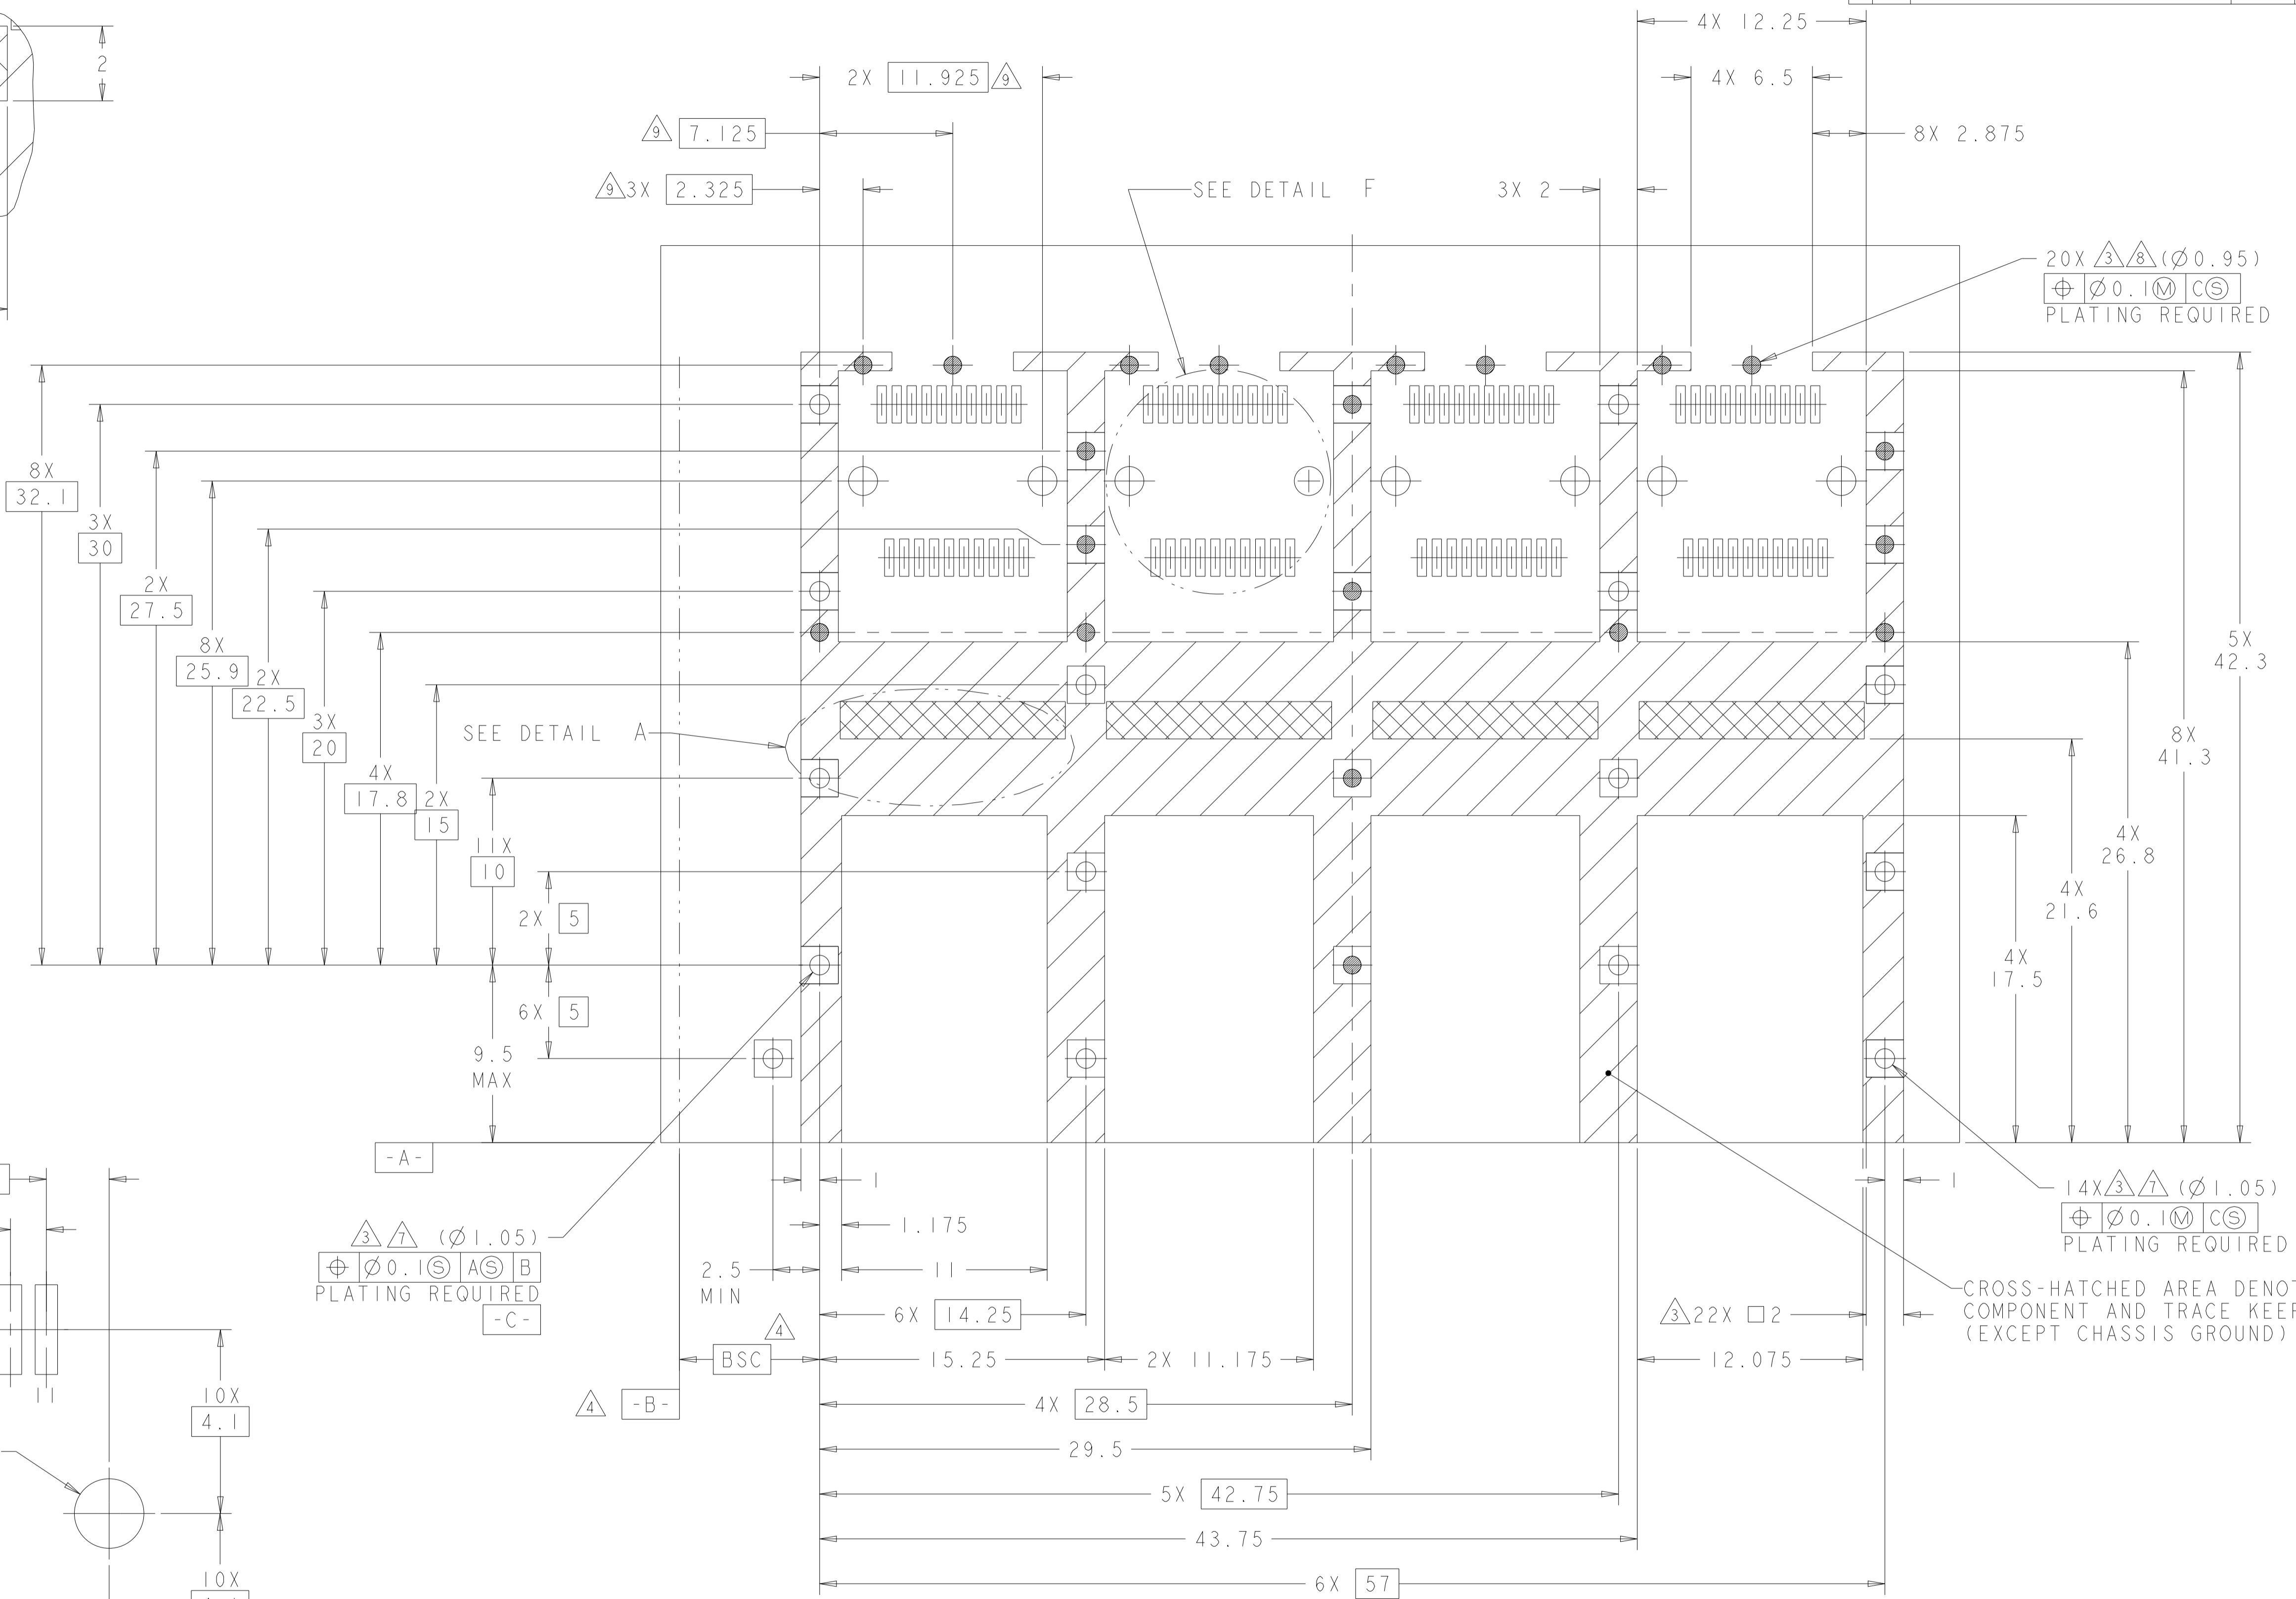 2
4X 12.25
2X 11.925 9
4X 6.5
9 7.125
8X 2.875
9 3X 2.325
SEE DETAIL F
3X 2
20X 3 8 (Ø0.95)
⌖ Ø0.1Ⓜ CⓈ
PLATING REQUIRED
8X
32.1
3X
30
2X
27.5
8X
25.9
2X
22.5
3X
20
4X
17.8
2X
15
11X
10
2X 5
6X 5
9.5
MAX
SEE DETAIL A
5X
42.3
8X
41.3
4X
26.8
4X
21.6
4X
17.5
-A-
1
1
3 7 (Ø1.05)
⌖ Ø0.1Ⓢ AⓈ B
PLATING REQUIRED
-C-
14X 3 7 (Ø1.05)
⌖ Ø0.1Ⓜ CⓈ
PLATING REQUIRED
1.175
2.5
MIN
11
CROSS-HATCHED AREA
COMPONENT AND TRACE
(EXCEPT CHASSIS GROUND)
6X 14.25
3 22X □2
4
BSC
15.25
2X 11.175
12.075
4 -B-
4X 28.5
29.5
5X 42.75
43.75
6X 57
11
10X
4.1
10X